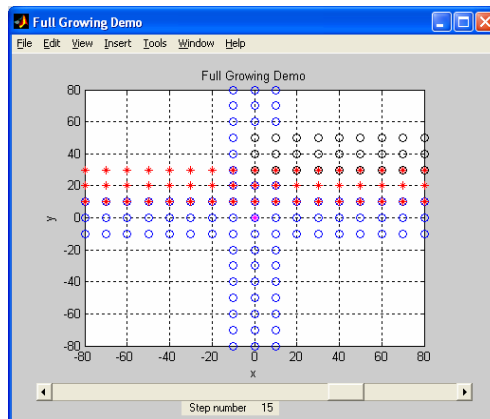 Full Growing Demo
File Edit View Insert Tools Window Help
Full Growing Demo
80
60
40
20
0
-20
-40
-60
-80
y
-80 -60 -40 -20 0 20 40 60 80
x
Step number 15